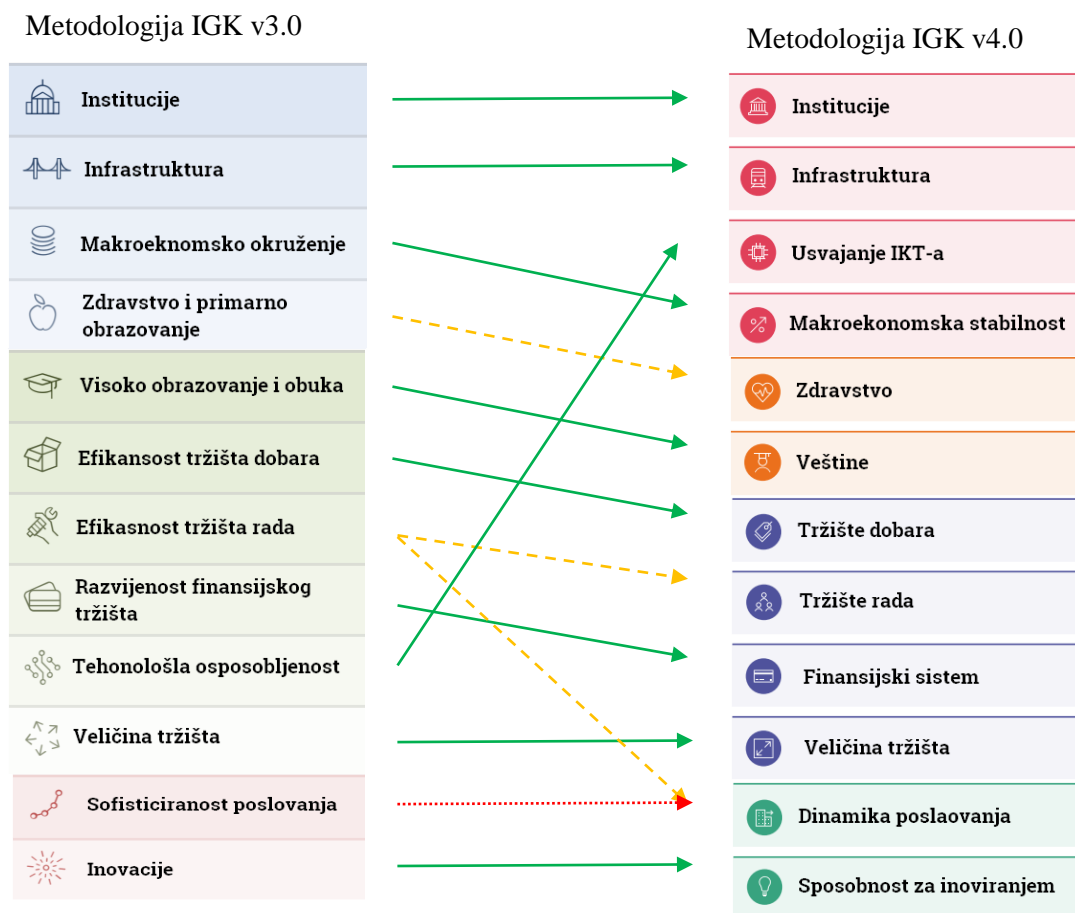 Metodologija IGK v3.0
Institucije
Infrastruktura
Makroeknomsko okruženje
Zdravstvo i primarno
obrazovanje
Visoko obrazovanje i obuka
Efikansost tržišta dobara
Efikasnost tržišta rada
Razvijenost finansijskog
tržišta
Tehonološla osposobljenost
Veličina tržišta
Sofisticiranost poslovanja
Inovacije
Metodologija IGK v4.0
Institucije
Infrastruktura
Usvajanje IKT-a
Makroekonomska stabilnost
Zdravstvo
Veštine
Tržište dobara
Tržište rada
Finansijski sistem
Veličina tržišta
Dinamika poslaovanja
Sposobnost za inoviranjem